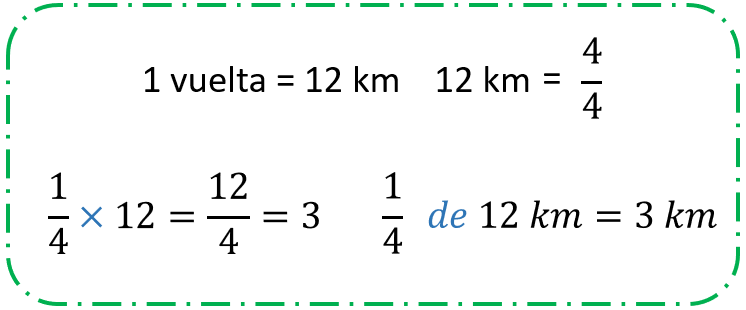 1 vuelta = 12 km 12 km = 4/4
1/4 × 12 = 12/4 = 3 1/4 de 12 km = 3 km